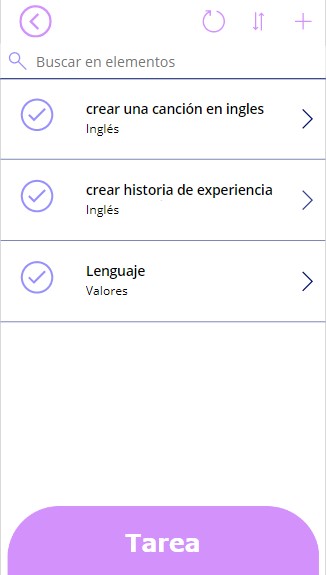 Buscar en elementos
crear una canción en ingles
Inglés
crear historia de experiencia
Inglés
Lenguaje
Valores
Tarea